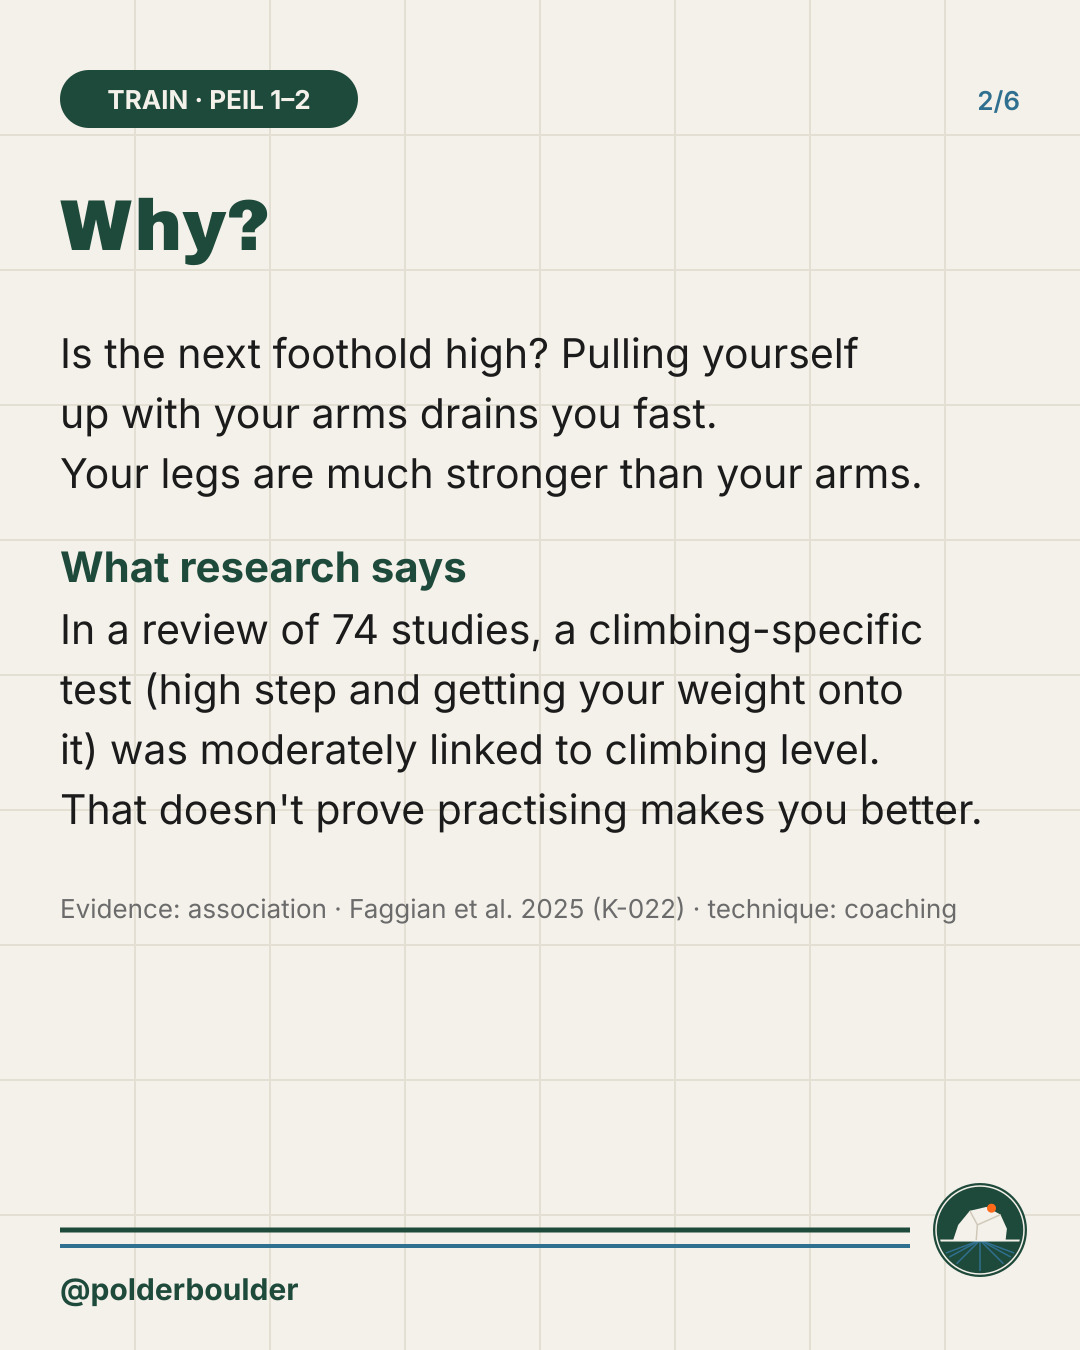 TRAIN · PEIL 1–2
2/6
Why?
Is the next foothold high? Pulling yourself
up with your arms drains you fast.
Your legs are much stronger than your arms.
What research says
In a review of 74 studies, a climbing-specific
test (high step and getting your weight onto
it) was moderately linked to climbing level.
That doesn't prove practising makes you better.
Evidence: association · Faggian et al. 2025 (K-022) · technique: coaching
@polderboulder